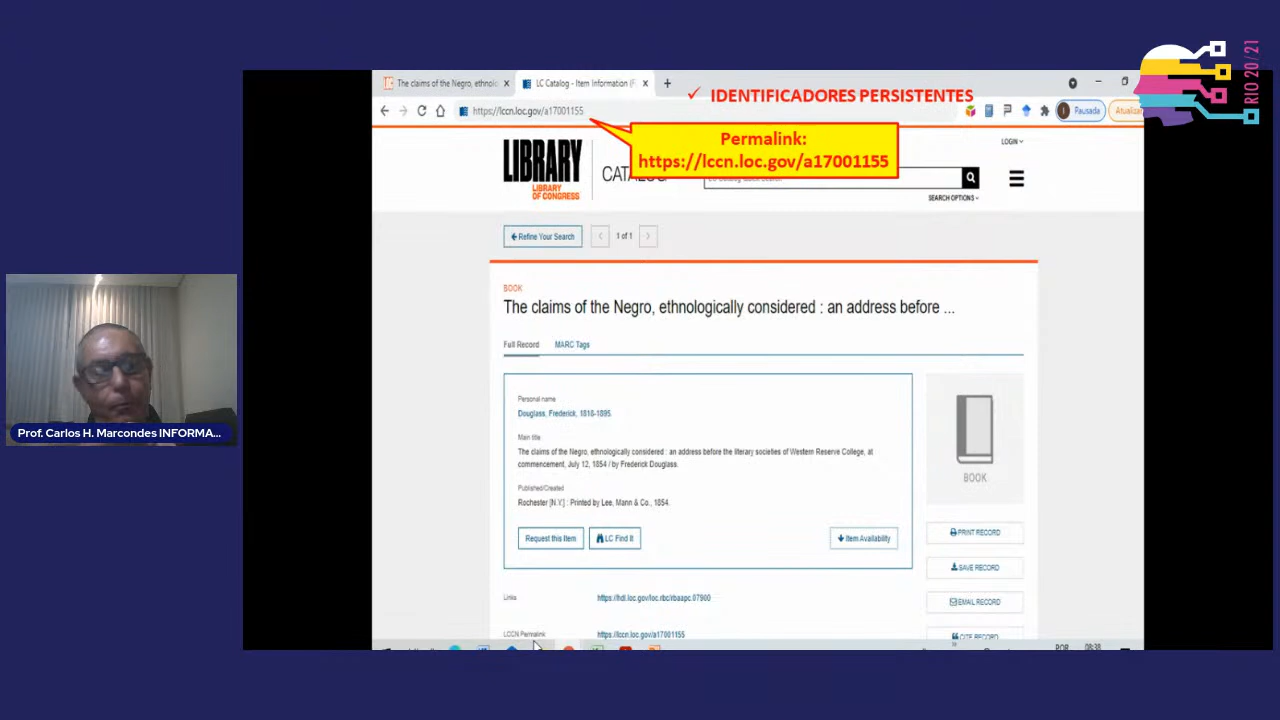 The claims of the Negro, ethnolo
LC Catalog - Item Information (F
IDENTIFICADORES PERSISTENTES
RIO 20/21
https://lccn.loc.gov/a17001155
Pausada
Atualiza
Permalink:
https://lccn.loc.gov/a17001155
LOGIN
LIBRARY
LIBRARY
OF CONGRESS
SEARCH OPTIONS
Refine Your Search
1 of 1
BOOK
The claims of the Negro, ethnologically considered : an address before ...
Full Record
MARC Tags
Personal name
Douglass, Frederick, 1818-1895.
Main title
The claims of the Negro, ethnologically considered : an address before the literary societies of Western Reserve College, at
commencement, July 12, 1854 / by Frederick Douglass.
Published/Created
Rochester [N.Y.] : Printed by Lee, Mann & Co., 1854.
BOOK
Request this Item
LC Find It
Item Availability
PRINT RECORD
SAVE RECORD
EMAIL RECORD
CITE RECORD
Links
https://hdl.loc.gov/loc.rbc/rbaapc.07900
LCCN Permalink
https://lccn.loc.gov/a17001155
POR
08:38
Prof. Carlos H. Marcondes INFORMA...